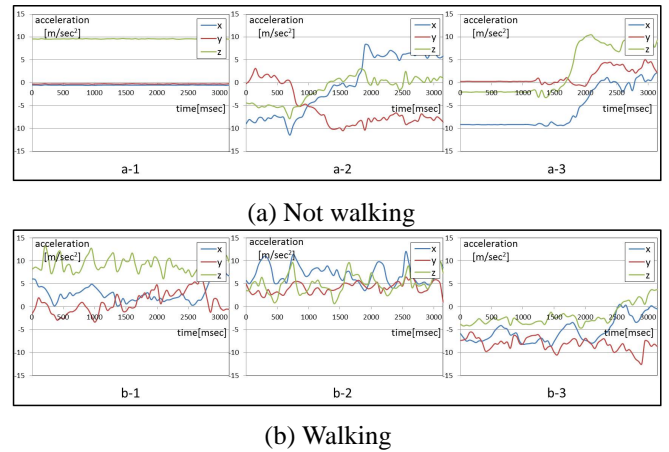 acceleration
[m/sec²]
x
y
z
15
10
5
0
-5
-10
-15
0 500 1000 1500 2000 2500 3000
time[msec]
a-1
acceleration
[m/sec²]
x
y
z
15
10
5
0
-5
-10
15
0 500 1000 1500 2000 2500 3000
time[msec]
a-2
acceleration
[m/sec²]
x
y
z
15
10
5
0
-5
-10
15
0 500 1000 1500 2000 2500 3000
time[msec]
a-3
(a) Not walking
acceleration
[m/sec²]
x
y
z
15
10
5
0
-5
-10
15
0 500 1000 1500 2000 2500 3000
time[msec]
b-1
acceleration
[m/sec²]
x
y
z
15
10
5
0
-5
-10
15
0 500 1000 1500 2000 2500 3000
time[msec]
b-2
acceleration
[m/sec²]
x
y
z
15
10
5
0
-5
-10
15
0 500 1000 1500 2000 2500 3000
time[msec]
b-3
(b) Walking